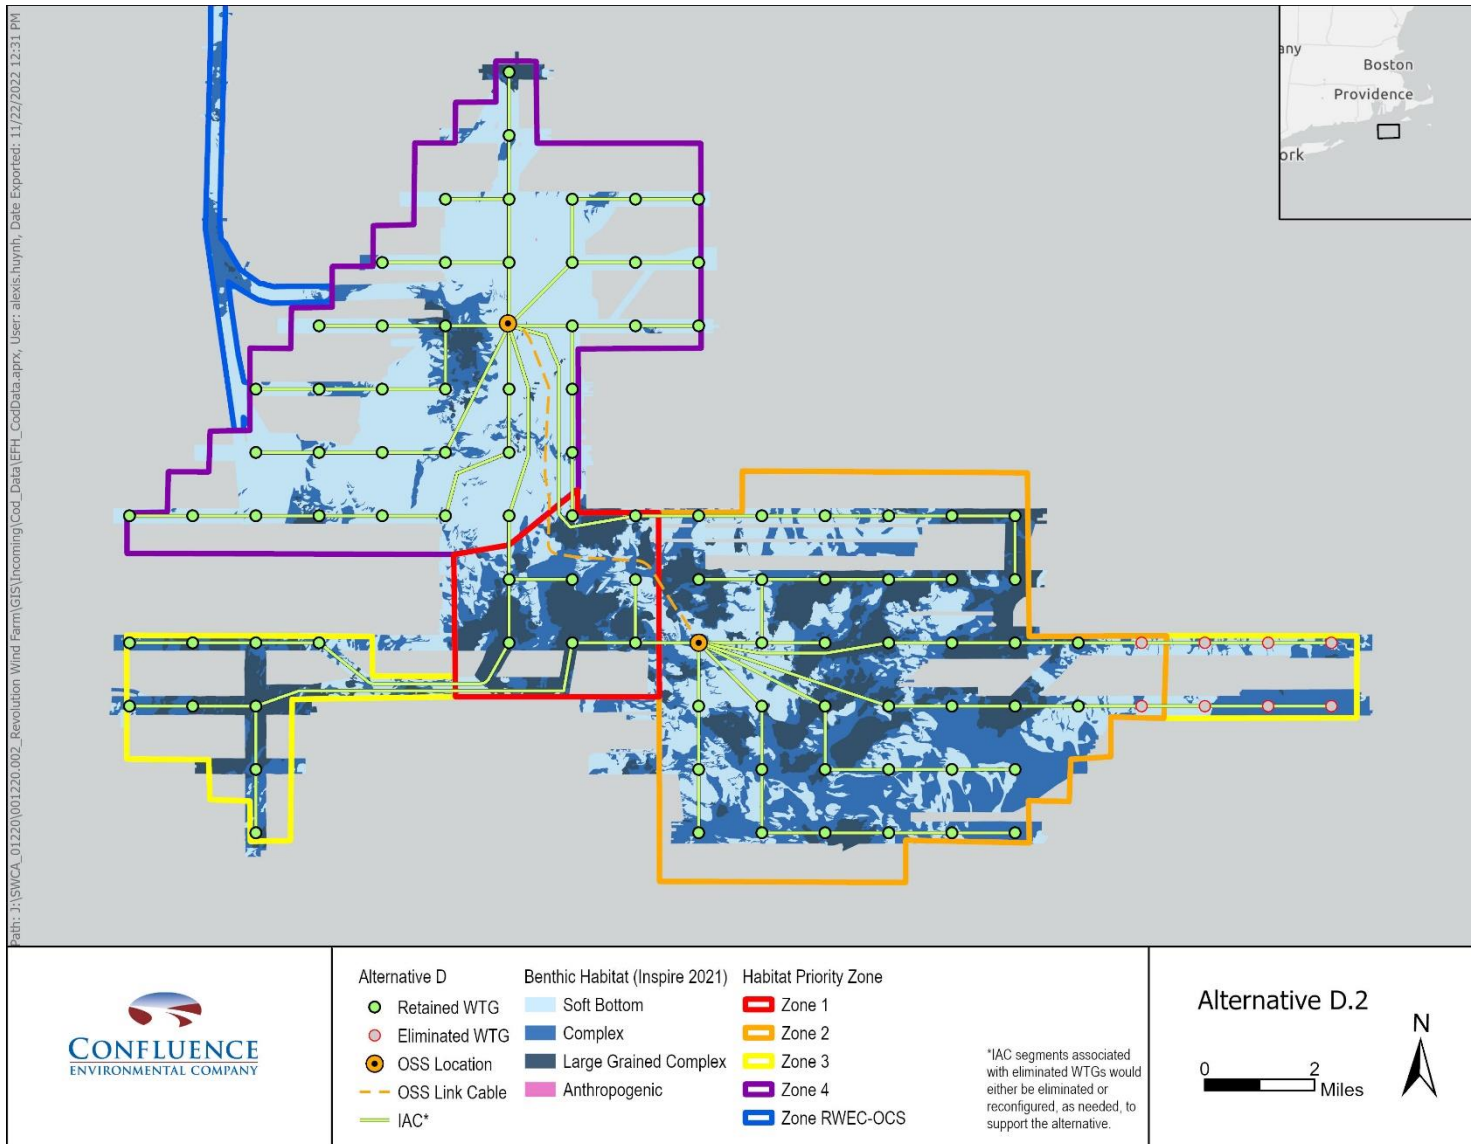 Path: J:\SWCA_01220\001220.002_Revolution Wind Farm\GIS\Incoming\Cod_Data\EFH_CodData.aprx, User: alexis.huynh, Date Exported: 11/22/2022 12:31 PM
any
Boston
Providence
ork
CONFLUENCE
ENVIRONMENTAL COMPANY
Alternative D
Retained WTG
Eliminated WTG
OSS Location
OSS Link Cable
IAC*
Benthic Habitat (Inspire 2021)
Soft Bottom
Complex
Large Grained Complex
Anthropogenic
Habitat Priority Zone
Zone 1
Zone 2
Zone 3
Zone 4
Zone RWEC-OCS
*IAC segments associated
with eliminated WTGs would
either be eliminated or
reconfigured, as needed, to
support the alternative.
Alternative D.2
N
0 2
Miles